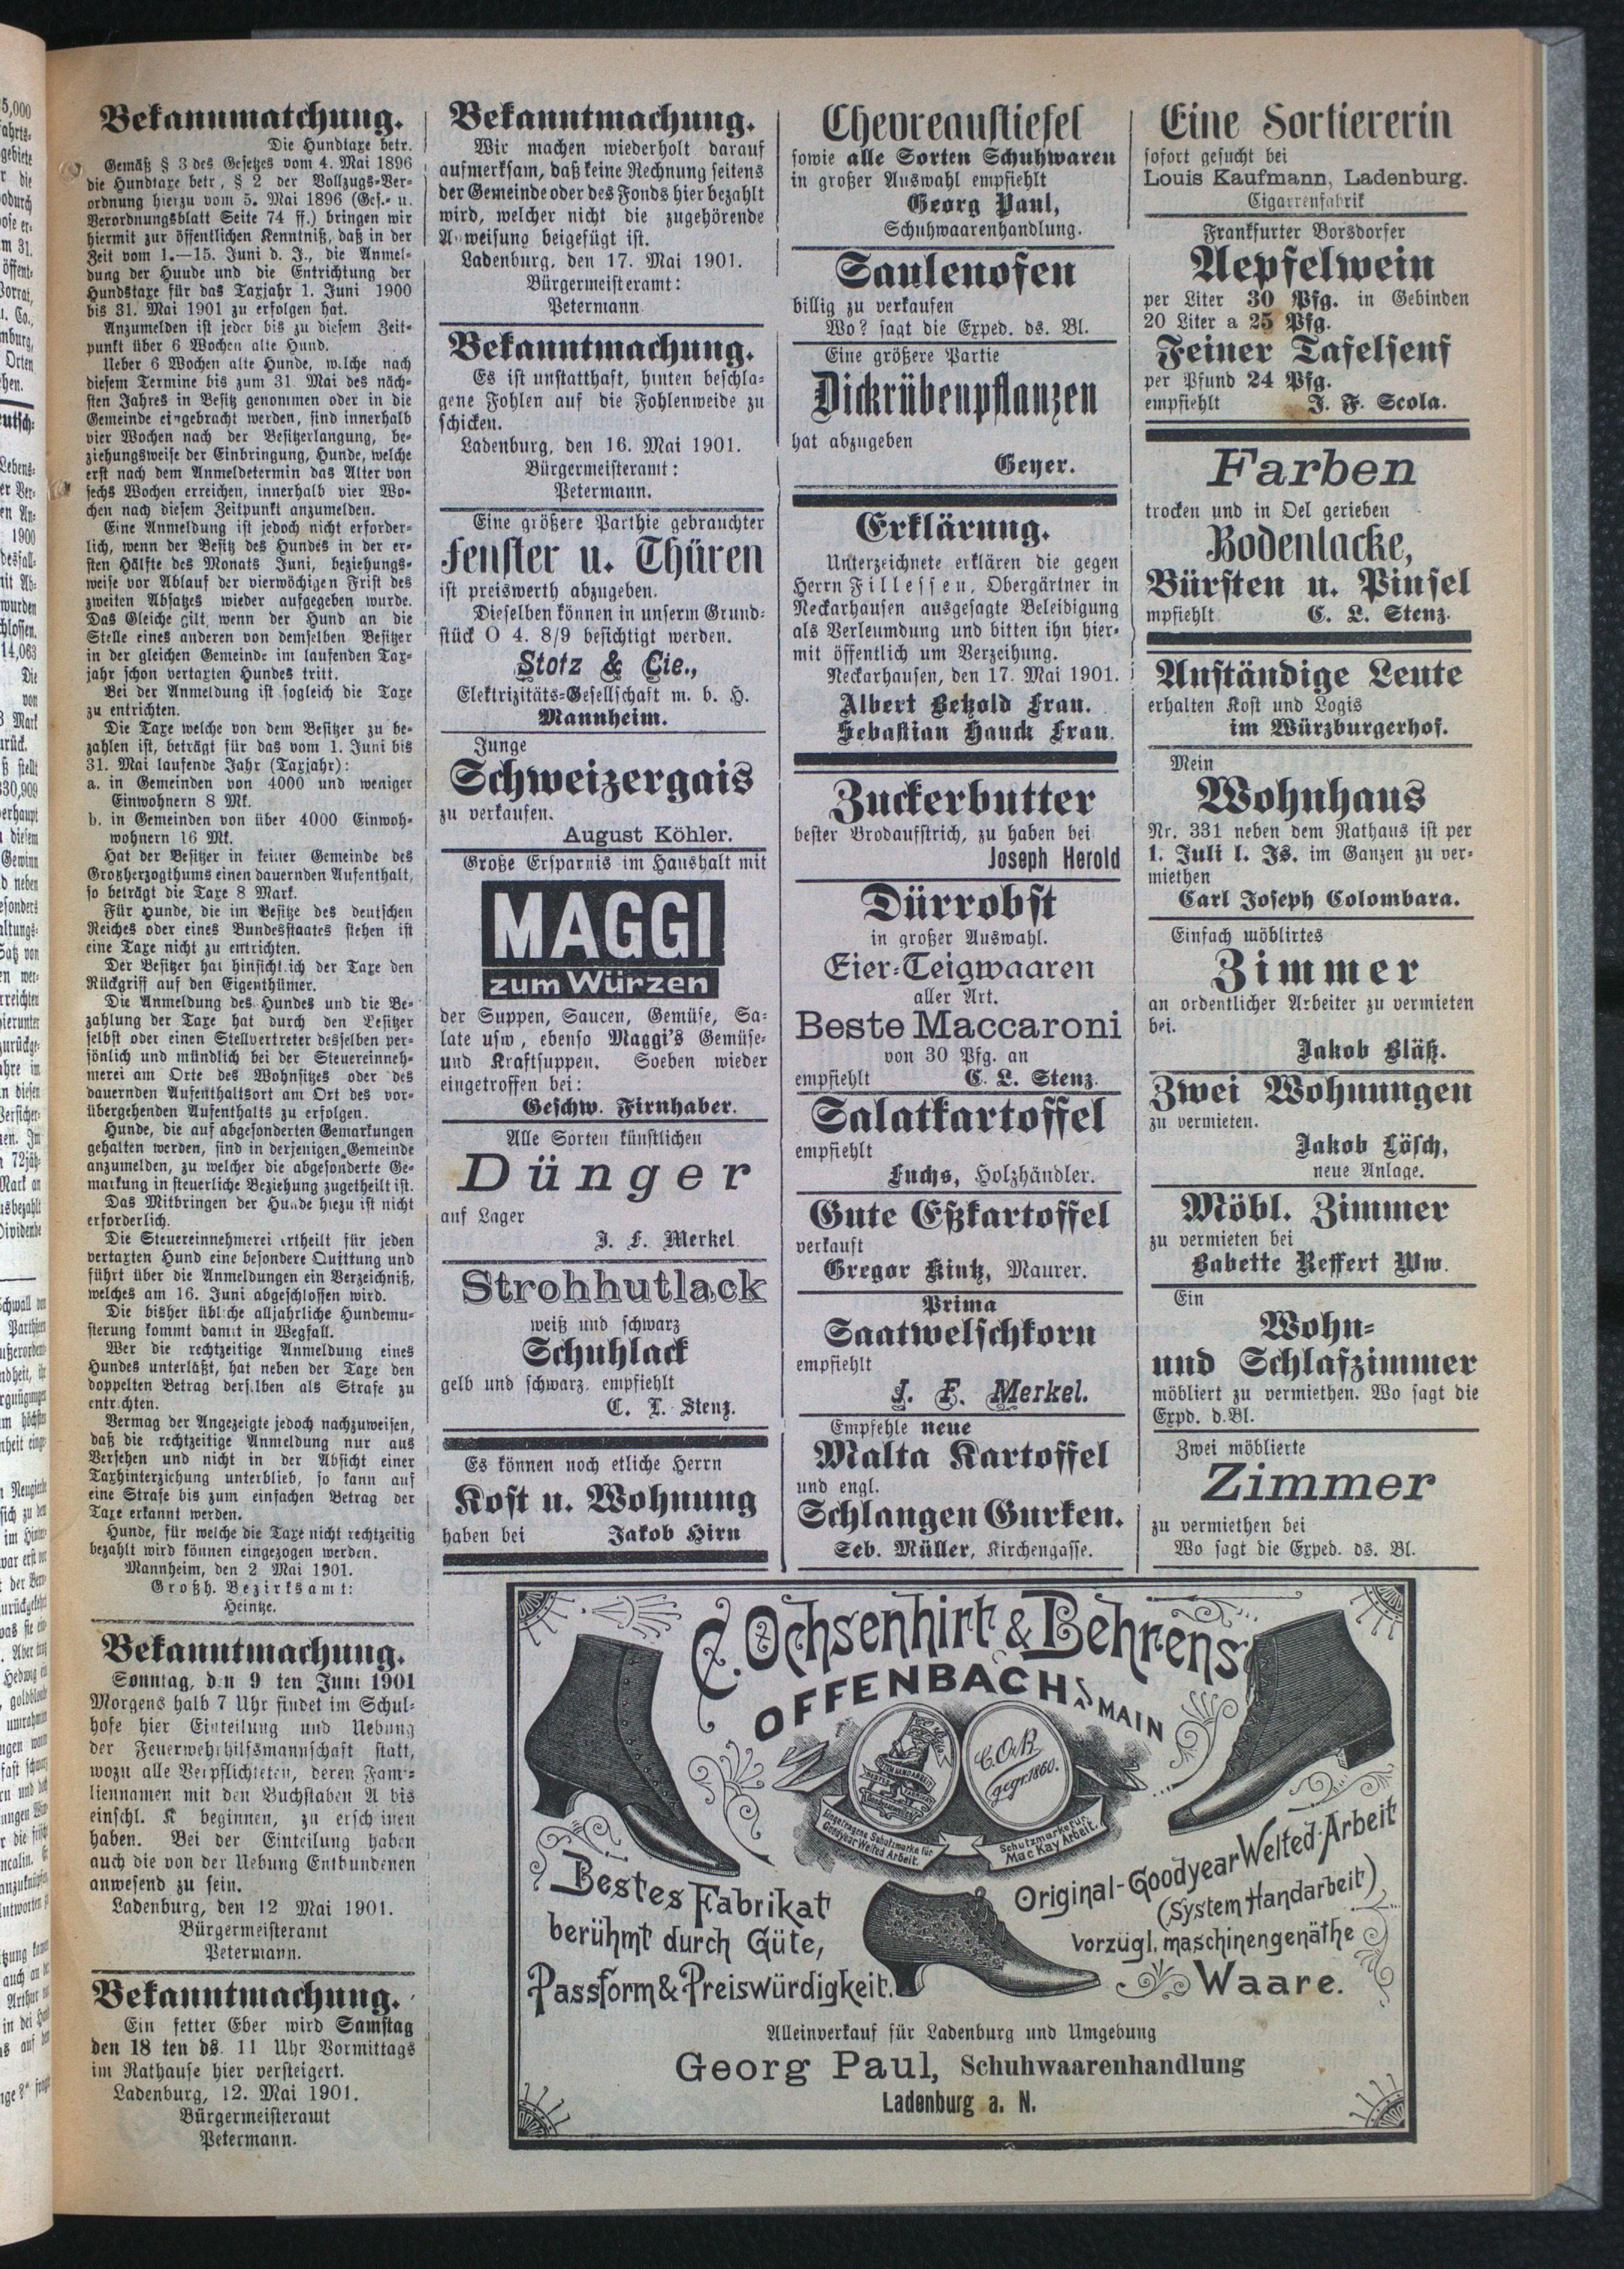 Bekannmatchung.
Die Hundtaxe betr.
Gemäß § 3 des Gesetzes vom 4. Mai 1896
die Hundtaxe betr, § 2 der Vollzugs-Ver-
ordnung hierzu vom 5. Mai 1896 (Ges.- u.
Verordnungsblatt Seite 74 ff.) bringen wir
hiermit zur öffentlichen Kenntniß, daß in der
Zeit vom 1.—15. Juni d. J., die Anmel-
dung der Huude und die Entrichtung der
Hundstaxe für das Taxjahr 1. Juni 1900
bis 31. Mai 1901 zu erfolgen hat.
Anzumelden ist jeder bis zu diesem Zeit-
punkt über 6 Wochen alte Hund.
Ueber 6 Wochen alte Hunde, welche nach
diesem Termine bis zum 31. Mai des näch-
sten Jahres in Besitz genommen oder in die
Gemeinde eingebracht werden, sind innerhalb
vier Wochen nach der Besitzerlangung, be-
ziehungsweise der Einbringung, Hunde, welche
erst nach dem Anmeldetermin das Alter von
sechs Wochen erreichen, innerhalb vier Wo-
chen nach diesem Zeitpunkt anzumelden.
Eine Anmeldung ist jedoch nicht erforder-
lich, wenn der Besitz des Hundes in der er-
sten Hälfte des Monats Juni, beziehungs-
weise vor Ablauf der vierwöchigen Frist des
zweiten Absatzes wieder aufgegeben wurde.
Das Gleiche gilt, wenn der Hund an die
Stelle eines anderen von demselben Besitzer
in der gleichen Gemeinde im laufenden Tax-
jahr schon vertaxten Hundes tritt.
Bei der Anmeldung ist sogleich die Taxe
zu entrichten.
Die Taxe welche von dem Besitzer zu be-
zahlen ist, beträgt für das vom 1. Juni bis
31. Mai laufende Jahr (Taxjahr):
a. in Gemeinden von 4000 und weniger
Einwohnern 8 Mk.
b. in Gemeinden von über 4000 Einwoh-
wohnern 16 Mk.
Hat der Besitzer in keiner Gemeinde des
Großherzogthums einen dauernden Aufenthalt,
so beträgt die Taxe 8 Mark.
Für Hunde, die im Besitze des deutschen
Reiches oder eines Bundesstaates stehen ist
eine Taxe nicht zu entrichten.
Der Besitzer hat hinsichtlich der Taxe den
Rückgriff auf den Eigenthümer.
Die Anmeldung des Hundes und die Be-
zahlung der Taxe hat durch den Besitzer
selbst oder einen Stellvertreter desselben per-
sönlich und mündlich bei der Steuereinneh-
merei am Orte des Wohnsitzes oder des
dauernden Aufenthaltsort am Ort des vor-
übergehenden Aufenthalts zu erfolgen.
Hunde, die auf abgesonderten Gemarkungen
gehalten werden, sind in derjenigen Gemeinde
anzumelden, zu welcher die abgesonderte Ge-
markung in steuerliche Beziehung zugetheilt ist.
Das Mitbringen der Hunde hiezu ist nicht
erforderlich.
Die Steuereinnehmerei ertheilt für jeden
vertaxten Hund eine besondere Quittung und
führt über die Anmeldungen ein Verzeichniß,
welches am 16. Juni abgeschlossen wird.
Die bisher übliche alljahrliche Hundemu-
sterung kommt damit in Wegfall.
Wer die rechtzeitige Anmeldung eines
Hundes unterläßt, hat neben der Taxe den
doppelten Betrag derselben als Strafe zu
entrichten.
Vermag der Angezeigte jedoch nachzuweisen,
daß die rechtzeitige Anmeldung nur aus
Versehen und nicht in der Absicht einer
Taxhinterziehung unterblieb, so kann auf
eine Strafe bis zum einfachen Betrag der
Taxe erkannt werden.
Hunde, für welche die Taxe nicht rechtzeitig
bezahlt wird können eingezogen werden.
Mannheim, den 2 Mai 1901.
Großh. Bezirksamt:
Heintze.
Bekanntmachung.
Sonntag, den 9 ten Juni 1901
Morgens halb 7 Uhr findet im Schul-
hofe hier Einteilung und Uebung
der Feuerwehrhilfsmannschaft statt,
wozu alle Verpflichteten, deren Fami-
liennamen mit den Buchstaben A bis
einschl. K beginnen, zu erscheinen
haben. Bei der Einteilung haben
auch die von der Uebung Entbundenen
anwesend zu sein.
Ladenburg, den 12 Mai 1901.
Bürgermeisteramt
Petermann.
Bekanntmachung.
Ein fetter Eber wird Samstag
den 18 ten ds. 11 Uhr Vormittags
im Rathause hier versteigert.
Ladenburg, 12. Mai 1901.
Bürgermeisteramt
Petermann.
Bekanntmachung.
Wir machen wiederholt darauf
aufmerksam, daß keine Rechnung seitens
der Gemeinde oder des Fonds hier bezahlt
wird, welcher nicht die zugehörende
Anweisung beigefügt ist.
Ladenburg, den 17. Mai 1901.
Bürgermeisteramt:
Petermann
Bekanntmachung.
Es ist unstatthaft, hinten beschla-
gene Fohlen auf die Fohlenweide zu
schicken.
Ladenburg, den 16. Mai 1901.
Bürgermeisteramt:
Petermann.
Eine größere Parthie gebrauchter
Fenster u. Thüren
ist preiswerth abzugeben.
Dieselben können in unserm Grund-
stück O 4. 8/9 besichtigt werden.
Stotz & Cie.,
Elektrizitäts-Gesellschaft m. b. H.
Mannheim.
Junge
Schweizergais
zu verkaufen.
August Köhler.
Große Ersparnis im Haushalt mit
MAGGI
zum Würzen
der Suppen, Saucen, Gemüse, Sa-
late usw, ebenso Maggi's Gemüse-
und Kraftsuppen. Soeben wieder
eingetroffen bei:
Geschw. Firnhaber.
Alle Sorten künstlichen
Dünger
auf Lager
J. F. Merkel
Strohhutlack
weiß und schwarz
Schuhlack
gelb und schwarz. empfiehlt
C. L. Stenz.
Es können noch etliche Herrn
Kost u. Wohnung
haben bei Jakob Hirn
Chevreaustiefel
sowie alle Sorten Schuhwaren
in großer Auswahl empfiehlt
Georg Paul,
Schuhwaarenhandlung.
Saulenofen
billig zu verkaufen
Wo? sagt die Exped. ds. Bl.
Eine größere Partie
Dickrübenpflanzen
hat abzugeben
Geyer.
Erklärung.
Unterzeichnete erklären die gegen
Herrn Fillessen, Obergärtner in
Neckarhausen ausgesagte Beleidigung
als Verleumdung und bitten ihn hier-
mit öffentlich um Verzeihung.
Neckarhausen, den 17. Mai 1901.
Albert Betzold Frau.
Sebastian Hauck Frau.
Zuckerbutter
bester Brodaufstrich, zu haben bei
Joseph Herold
Dürrobst
in großer Auswahl.
Eier-Teigwaaren
aller Art.
Beste Maccaroni
von 30 Pfg. an
empfiehlt C. L. Stenz.
Salatkartoffel
empfiehlt
Fuchs, Holzhändler.
Gute Eßkartoffel
verkauft
Gregor Kintz, Maurer.
Prima
Saatwelschkorn
empfiehlt
J. F. Merkel.
Empfehle neue
Malta Kartoffel
und engl.
Schlangen Gurken.
Seb. Müller, Kirchengasse.
Eine Sortiererin
sofort gesucht bei
Louis Kaufmann, Ladenburg.
Cigarrenfabrik
Frankfurter Borsdorfer
Aepfelwein
per Liter 30 Pfg. in Gebinden
20 Liter a 25 Pfg.
Feiner Tafelsenf
per Pfund 24 Pfg.
empfiehlt J. F. Scola.
Farben
trocken und in Oel gerieben
Bodenlacke,
Bürsten u. Pinsel
mpfiehlt C. L. Stenz.
Anständige Leute
erhalten Kost und Logis
im Würzburgerhof.
Mein
Wohnhaus
Nr. 331 neben dem Rathaus ist per
1. Juli l. Js. im Ganzen zu ver-
miethen
Carl Joseph Colombara.
Einfach möblirtes
Zimmer
an ordentlicher Arbeiter zu vermieten
bei.
Jakob Bläß.
Zwei Wohnungen
zu vermieten.
Jakob Lösch,
neue Anlage.
Möbl. Zimmer
zu vermieten bei
Babette Reffert Ww.
Ein
Wohn-
und Schlafzimmer
möbliert zu vermiethen. Wo sagt die
Expd. d. Bl.
Zwei möblierte
Zimmer
zu vermiethen bei
Wo sagt die Exped. ds. Bl.
C. Ochsenhirt & Behrens
OFFENBACH a. MAIN
C.O.B.
gegr. 1860.
Eingetragene Schutzmarke für
Goodyear Welted Arbeit.
Schutzmarke für
Mac Kay Arbeit.
Bestes Fabrikat
berühmt durch Güte,
Passform & Preiswürdigkeit.
Original-Goodyear Welted-Arbeit
(System Handarbeit)
vorzügl. maschinengenähte
Waare.
Alleinverkauf für Ladenburg und Umgebung
Georg Paul, Schuhwaarenhandlung
Ladenburg a. N.